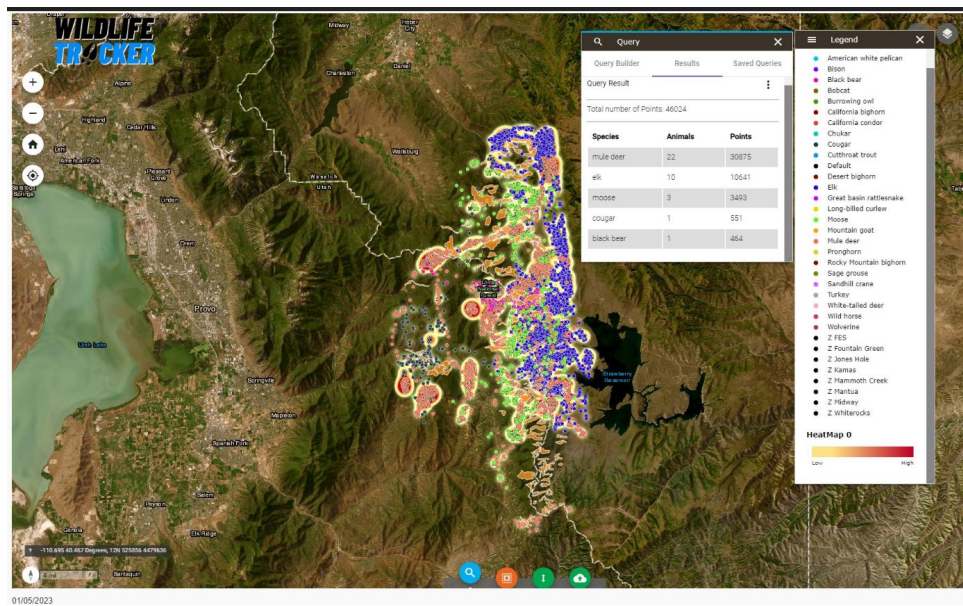 WILDLIFE
TRACKER
Midway
Heber
City
Daniel
Charleston
Alpine
Highland
Cedar Hills
American Fork
Pleasant
Grove
Lindon
Saratoga
Springs
Wallsburg
Wasatch
Utah
Orem
Provo
Utah Lake
Springville
Mapleton
Spanish Fork
Strawberry
Reservoir
Payson
Salem
Elk Ridge
Santaquin
-110.695 40.467 Degrees, 12N 525856 4479636
Query
Query Builder Results Saved Queries
Query Result
Total number of Points: 46024
Species Animals Points
mule deer 22 30875
elk 10 10641
moose 3 3493
cougar 1 551
black bear 1 464
Legend
American white pelican
Bison
Black bear
Bobcat
Burrowing owl
California bighorn
California condor
Chukar
Cougar
Cutthroat trout
Default
Desert bighorn
Elk
Great basin rattlesnake
Long-billed curlew
Moose
Mountain goat
Mule deer
Pronghorn
Rocky Mountain bighorn
Sage grouse
Sandhill crane
Turkey
White-tailed deer
Wild horse
Wolverine
Z FES
Z Fountain Green
Z Jones Hole
Z Kamas
Z Mammoth Creek
Z Mantua
Z Midway
Z Whiterocks
HeatMap 0
Low High
01/05/2023